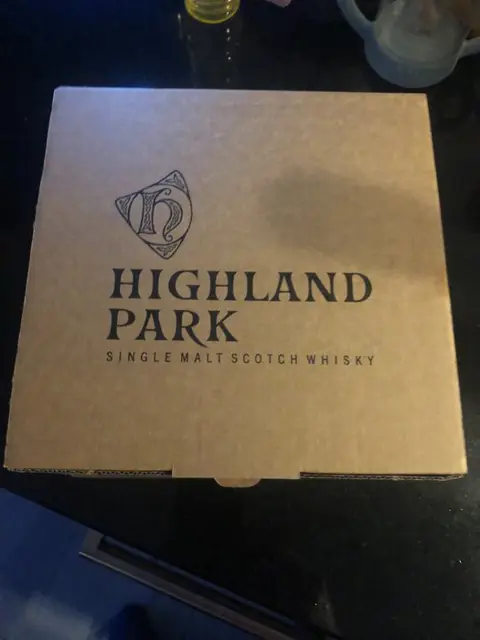 H
HIGHLAND
PARK
SINGLE MALT SCOTCH WHISKY